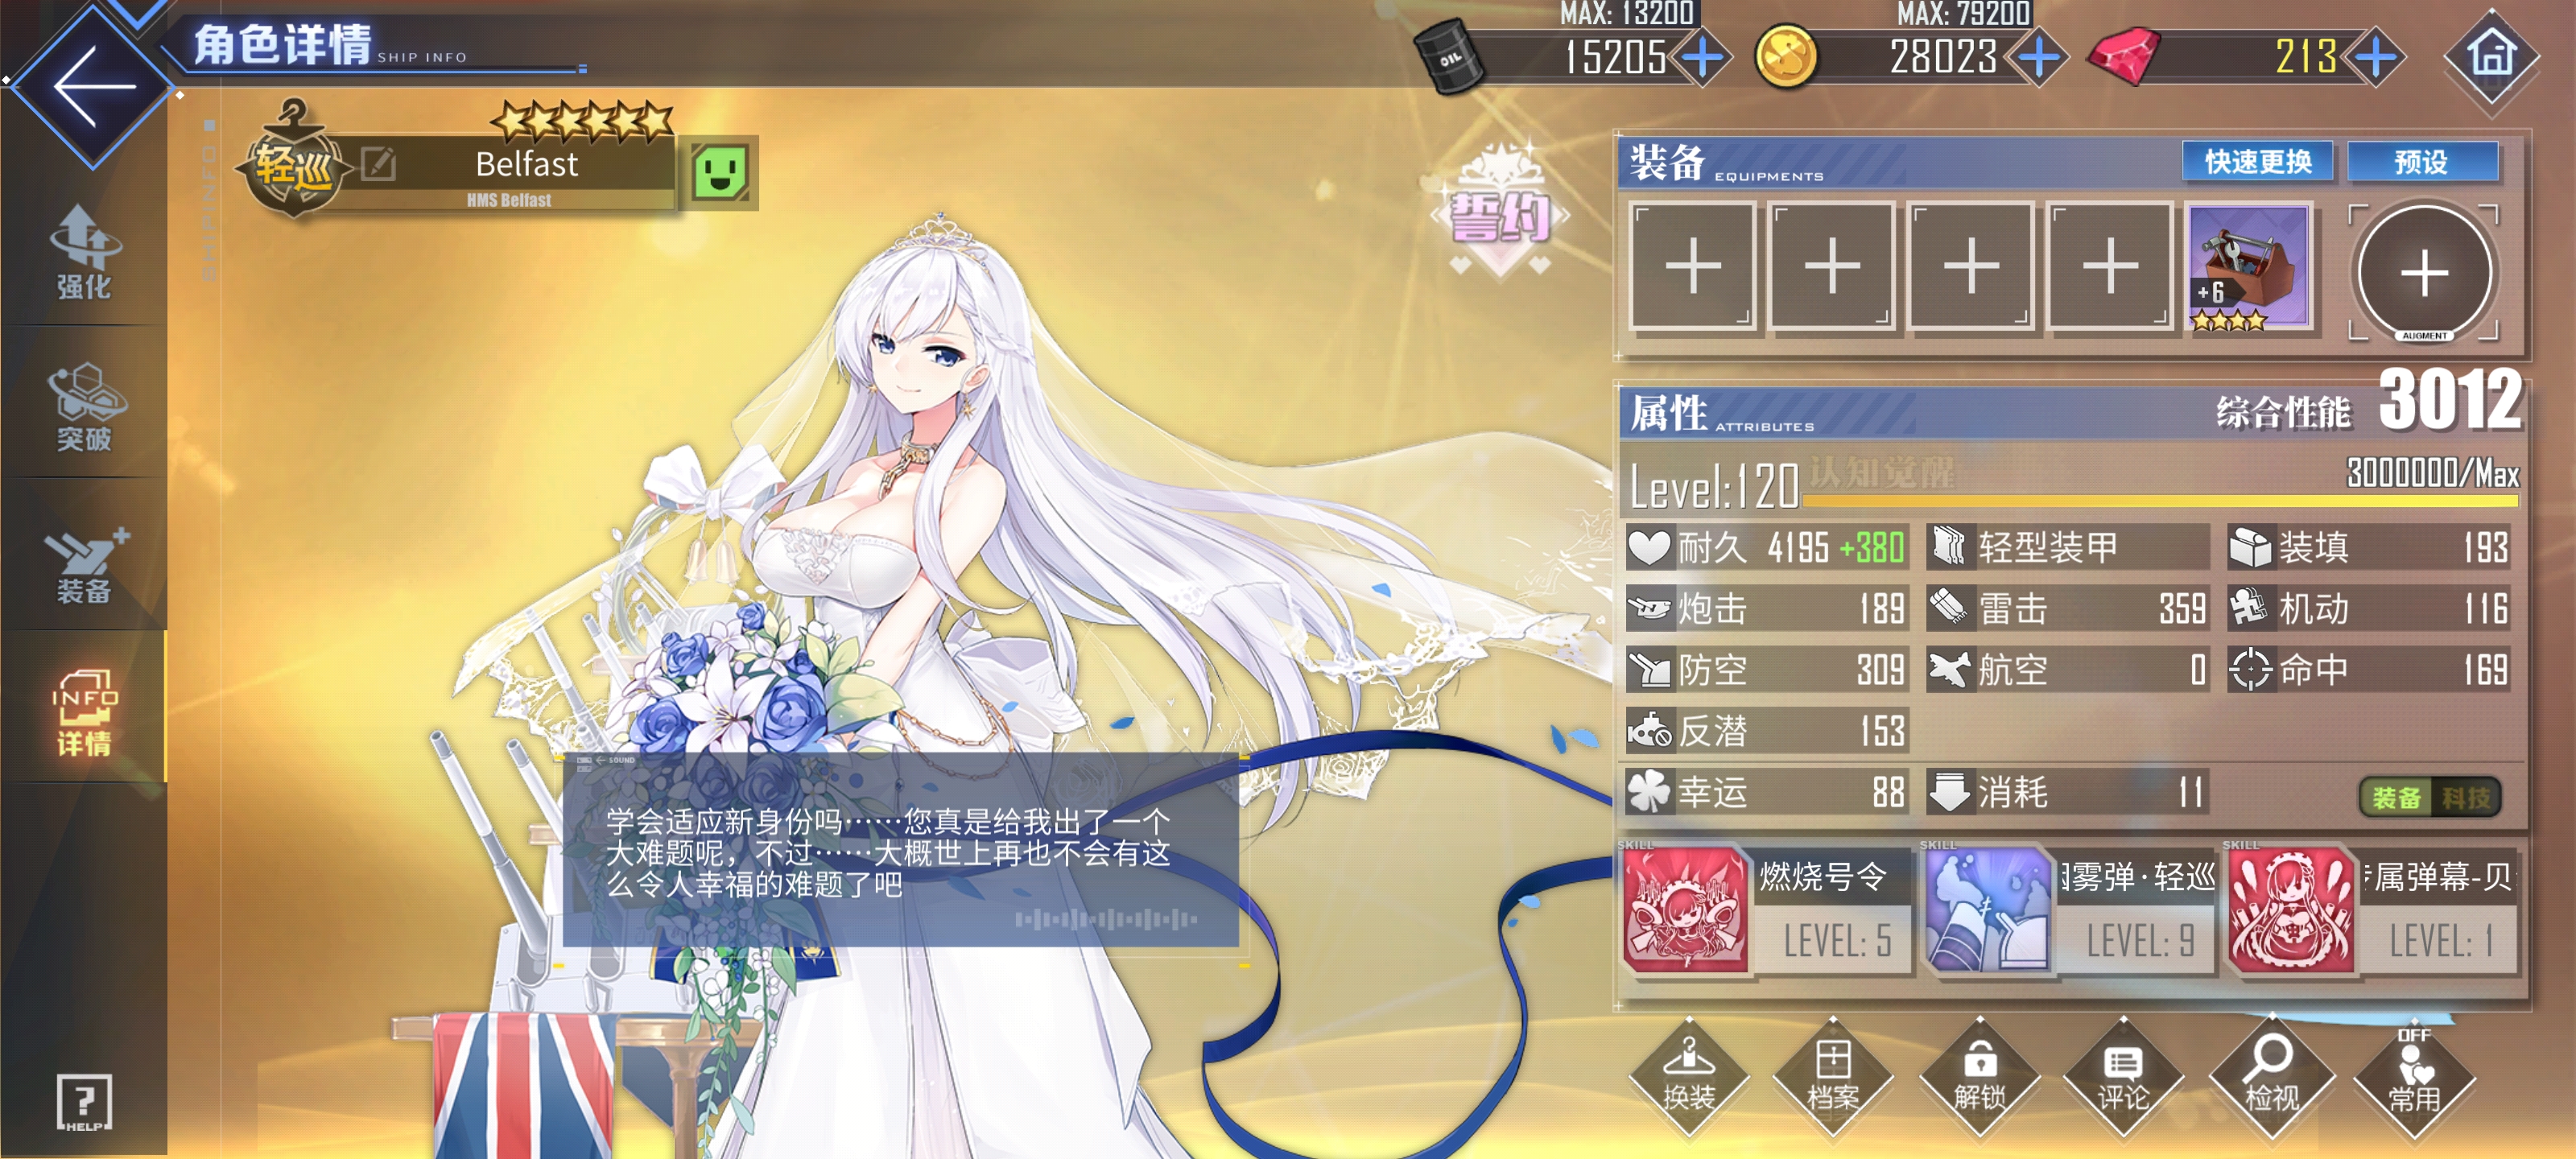 角色详情 SHIP INFO
MAX: 13200
OIL
15205
MAX: 79200
28023
213
轻巡
Belfast
HMS Belfast
SHIP INFO
强化
突破
装备
INFO
详情
HELP
誓约
学会适应新身份吗……您真是给我出了一个
大难题呢，不过……大概世上再也不会有这
么令人幸福的难题了吧
SOUND
装备 EQUIPMENTS
快速更换
预设
+6
AUGMENT
属性 ATTRIBUTES
综合性能 3012
Level:120 认知觉醒
3000000/Max
耐久 4195 +380
轻型装甲
装填 193
炮击 189
雷击 359
机动 116
防空 309
航空 0
命中 169
反潜 153
幸运 88
消耗 11
装备 科技
SKILL
燃烧号令
LEVEL: 5
SKILL
雾弹·轻巡
LEVEL: 9
SKILL
属弹幕-贝
LEVEL: 1
换装
档案
解锁
评论
检视
OFF
常用